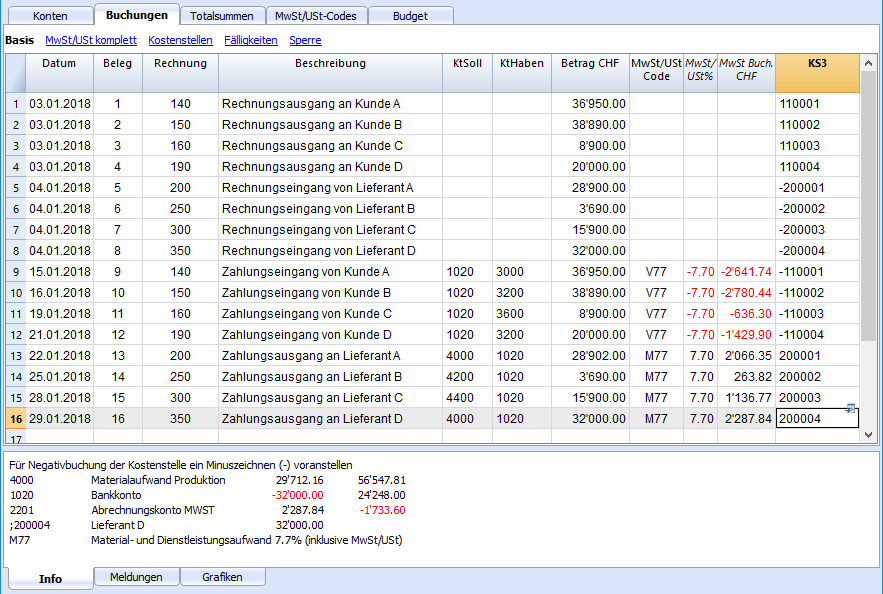 Konten Buchungen Totalsummen MwSt/USt-Codes Budget
Basis MwSt/USt komplett Kostenstellen Fälligkeiten Sperre
Datum Beleg Rechnung Beschreibung KtSoll KtHaben Betrag CHF MwSt/USt Code MwSt/ USt% MwSt Buch. CHF KS3
1 03.01.2018 1 140 Rechnungsausgang an Kunde A 36'950.00 110001
2 03.01.2018 2 150 Rechnungsausgang an Kunde B 38'890.00 110002
3 03.01.2018 3 160 Rechnungsausgang an Kunde C 8'900.00 110003
4 03.01.2018 4 190 Rechnungsausgang an Kunde D 20'000.00 110004
5 04.01.2018 5 200 Rechnungseingang von Lieferant A 28'900.00 -200001
6 04.01.2018 6 250 Rechnungseingang von Lieferant B 3'690.00 -200002
7 04.01.2018 7 300 Rechnungseingang von Lieferant C 15'900.00 -200003
8 04.01.2018 8 350 Rechnungseingang von Lieferant D 32'000.00 -200004
9 15.01.2018 9 140 Zahlungseingang von Kunde A 1020 3000 36'950.00 V77 -7.70 -2'641.74 -110001
10 16.01.2018 10 150 Zahlungseingang von Kunde B 1020 3200 38'890.00 V77 -7.70 -2'780.44 -110002
11 19.01.2018 11 160 Zahlungseingang von Kunde C 1020 3600 8'900.00 V77 -7.70 -636.30 -110003
12 21.01.2018 12 190 Zahlungseingang von Kunde D 1020 3200 20'000.00 V77 -7.70 -1'429.90 -110004
13 22.01.2018 13 200 Zahlungsausgang an Lieferant A 4000 1020 28'902.00 M77 7.70 2'066.35 200001
14 25.01.2018 14 250 Zahlungsausgang an Lieferant B 4200 1020 3'690.00 M77 7.70 263.82 200002
15 28.01.2018 15 300 Zahlungsausgang an Lieferant C 4400 1020 15'900.00 M77 7.70 1'136.77 200003
16 29.01.2018 16 350 Zahlungsausgang an Lieferant D 4000 1020 32'000.00 M77 7.70 2'287.84 200004
17
Für Negativbuchung der Kostenstelle ein Minuszeichnen (-) voranstellen
4000 Materialaufwand Produktion 29'712.16 56'547.81
1020 Bankkonto -32'000.00 24'248.00
2201 Abrechnungskonto MWST 2'287.84 -1'733.60
;200004 Lieferant D 32'000.00
M77 Material- und Dienstleistungsaufwand 7.7% (inklusive MwSt/USt)
Info Meldungen Grafiken